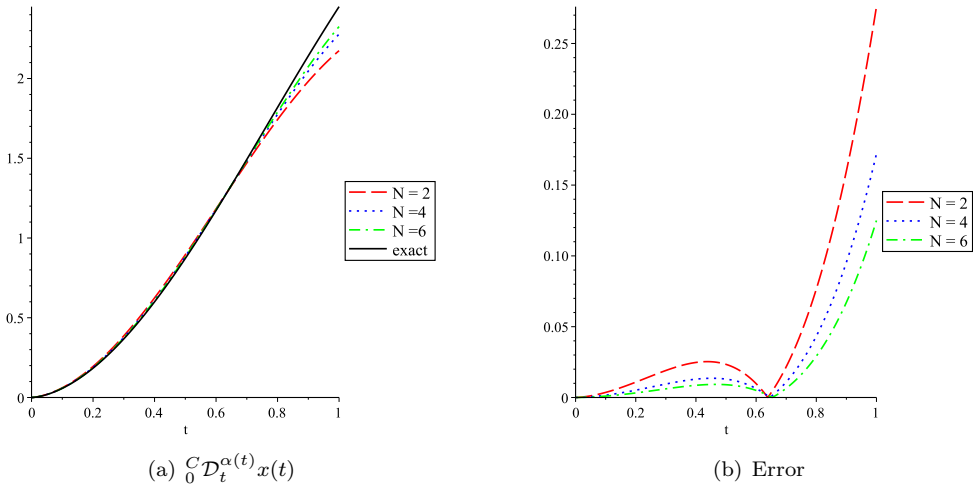 2
1.5
1
0.5
0
0 0.2 0.4 0.6 0.8 1
t
N = 2
N =4
N =6
exact
(a) $^{C}_{0}\mathcal{D}^{\alpha(t)}_{t}x(t)$
0.25
0.20
0.15
0.10
0.05
0
0 0.2 0.4 0.6 0.8 1
t
N = 2
N = 4
N = 6
(b) Error